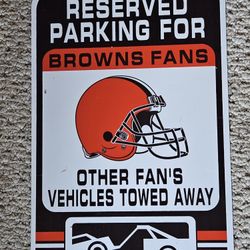 RESERVED
PARKING FOR
BROWNS FANS
OTHER FAN'S
VEHICLES TOWED AWAY